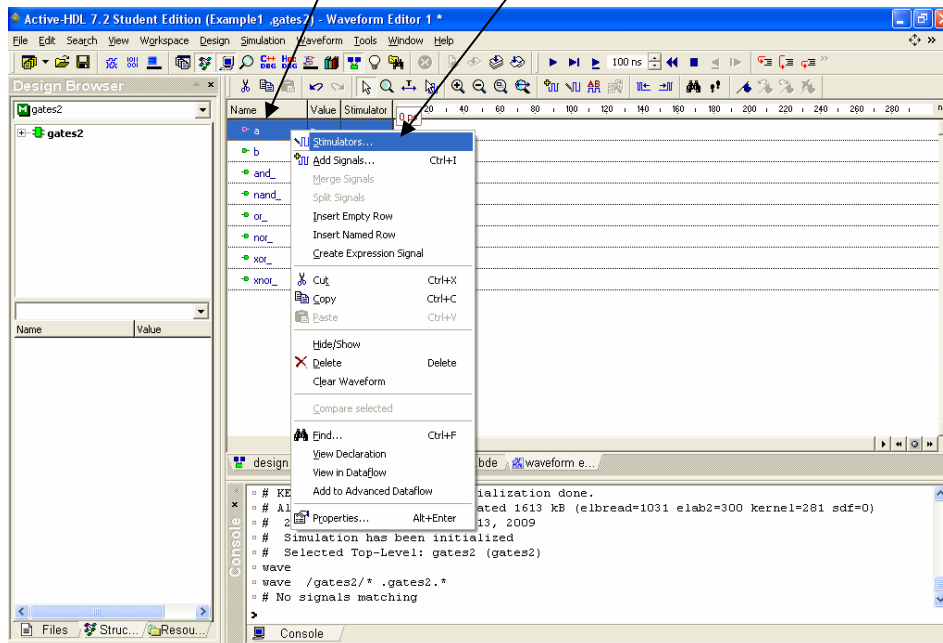 Active-HDL 7.2 Student Edition (Example1 ,gates2) - Waveform Editor 1 *
File Edit Search View Workspace Design Simulation Waveform Tools Window Help
100 ns
Design Browser
gates2
gates2
Name Value Stimulator 20 40 60 80 100 120 140 160 180 200 220 240 260 280
0 ps
a
b
and_
nand_
or_
nor_
xor_
xnor_
Stimulators...
Add Signals... Ctrl+I
Merge Signals
Split Signals
Insert Empty Row
Insert Named Row
Create Expression Signal
Cut Ctrl+X
Copy Ctrl+C
Paste Ctrl+V
Hide/Show
Delete Delete
Clear Waveform
Compare selected
Find... Ctrl+F
View Declaration
View in Dataflow
Add to Advanced Dataflow
Properties... Alt+Enter
Name Value
design .bde waveform e...
# KE ialization done.
# Al ated 1613 kB (elbread=1031 elab2=300 kernel=281 sdf=0)
# 2 13, 2009
# Simulation has been initialized
# Selected Top-Level: gates2 (gates2)
wave
wave /gates2/* .gates2.*
# No signals matching
>
Console
Console
Files Struc... Resou...